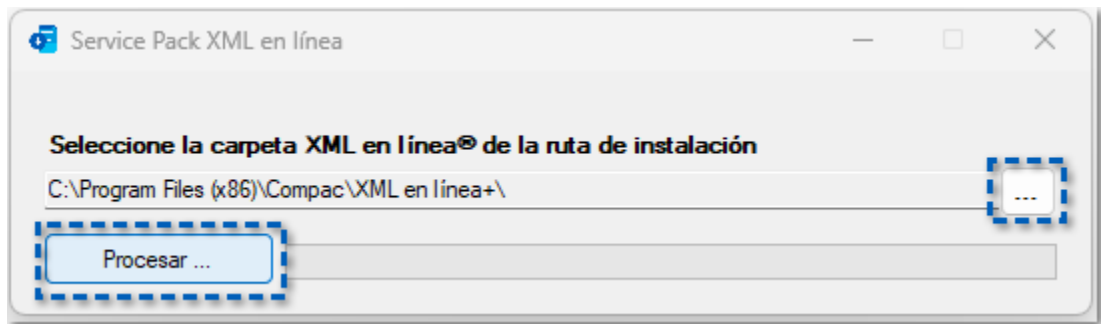 Service Pack XML en línea
Seleccione la carpeta XML en línea® de la ruta de instalación
C:\Program Files (x86)\Compac\XML en línea+\
...
Procesar ...